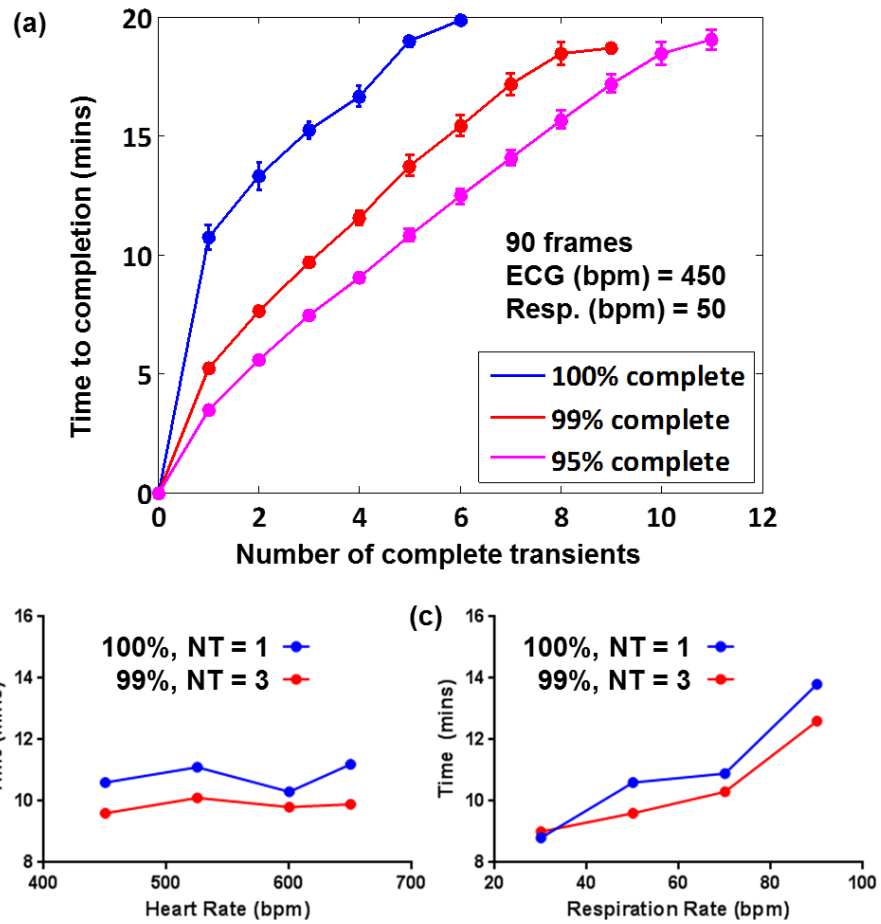 (a)
Time to completion (mins)
20
15
10
5
0
0 2 4 6 8 10 12
Number of complete transients
90 frames
ECG (bpm) = 450
Resp. (bpm) = 50
100% complete
99% complete
95% complete
16
14
12
10
8
400 500 600 700
Heart Rate (bpm)
100%, NT = 1
99%, NT = 3
(c)
Time (mins)
16
14
12
10
8
20 40 60 80 100
Respiration Rate (bpm)
100%, NT = 1
99%, NT = 3